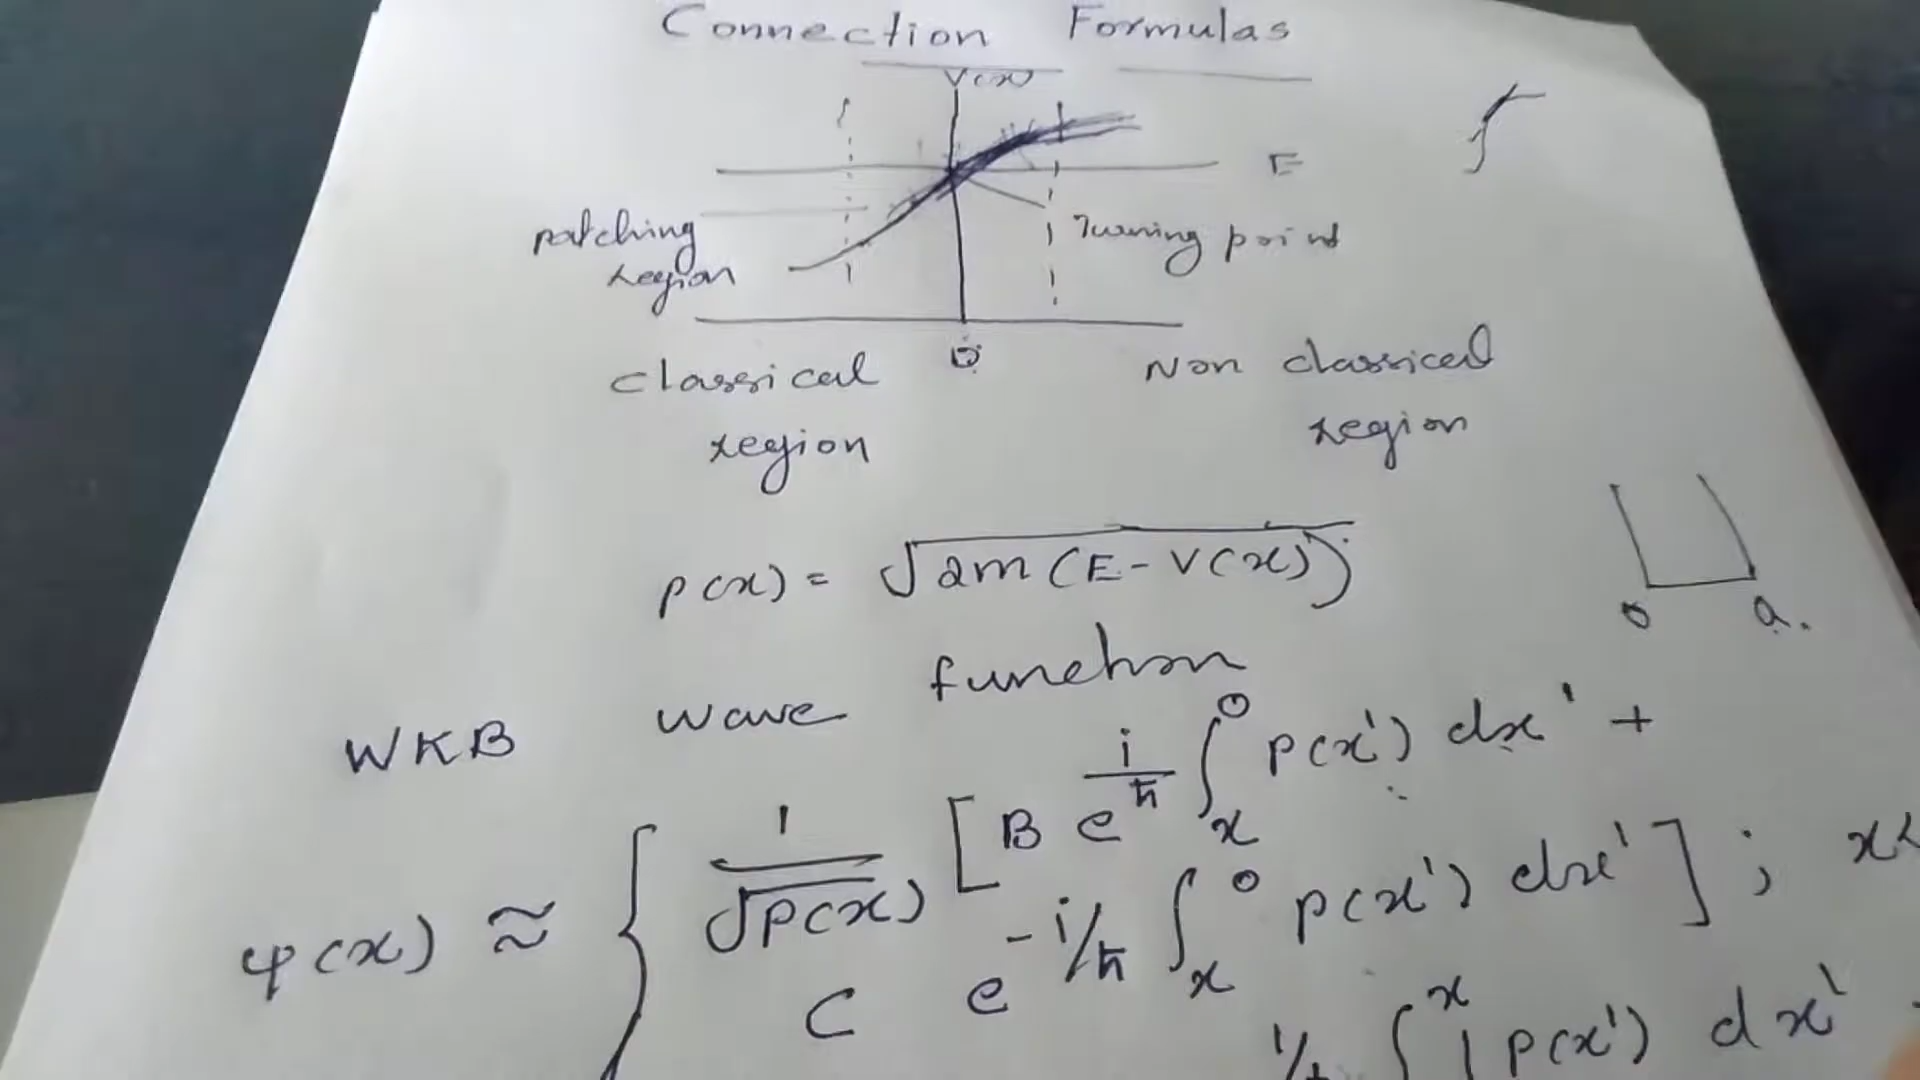 Connection Formulas
V(x)
E
patching
region
Turning point
0
classical
region
Non classical
region
p(x) = √2m(E-V(x))
0 a.
WKB wave function
ψ(x) ≈ { 1/√P(x) [B e^{i/ħ ∫_x^0 P(x') dx'} +
C e^{-i/ħ ∫_x^0 p(x') dx'}] ; x<
∫^x |p(x') dx'